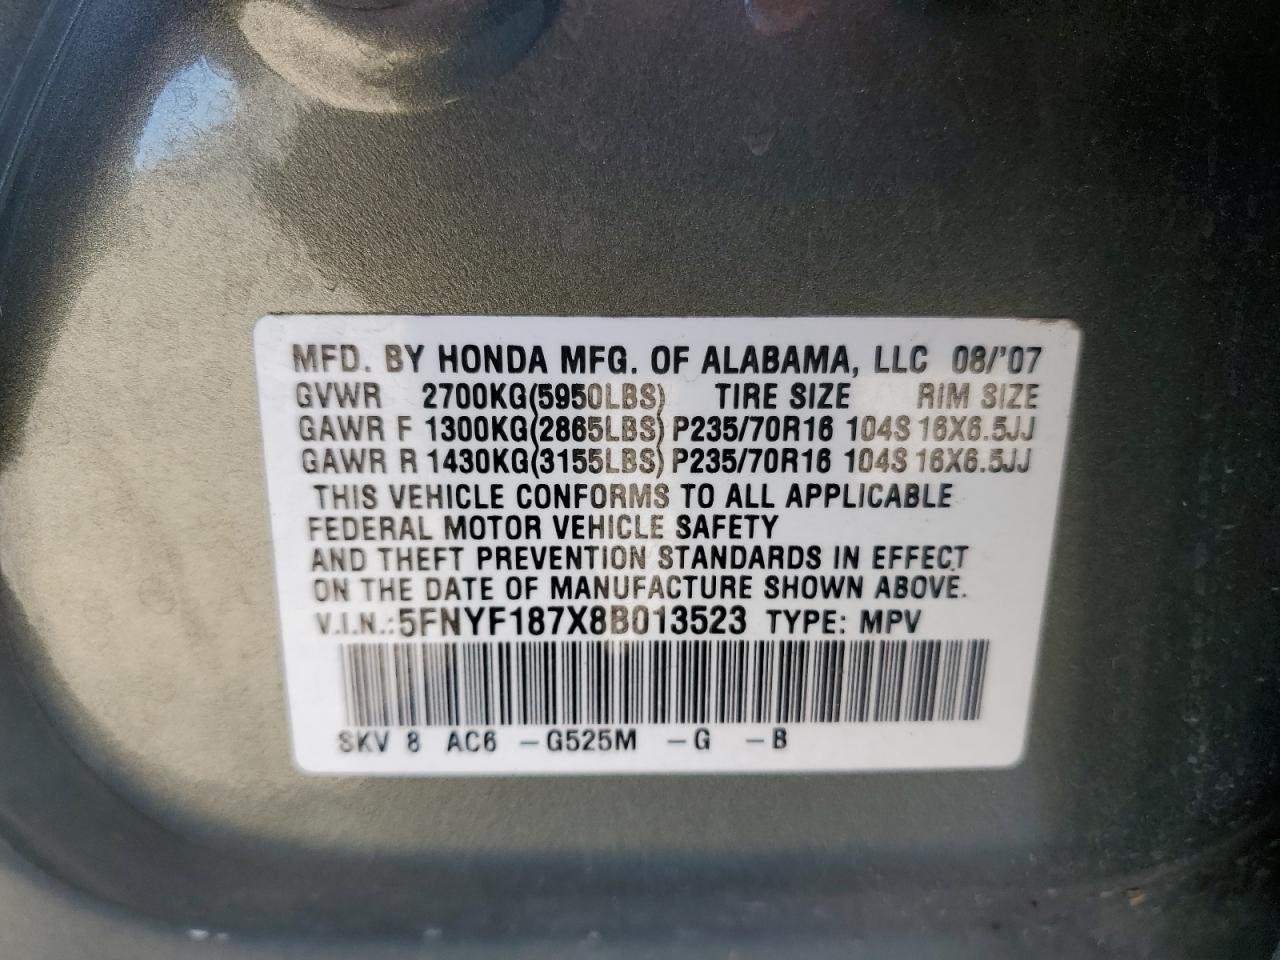 MFD. BY HONDA MFG. OF ALABAMA, LLC 08/'07
GVWR 2700KG(5950LBS) TIRE SIZE RIM SIZE
GAWR F 1300KG(2865LBS) P235/70R16 104S 16X6.5JJ
GAWR R 1430KG(3155LBS) P235/70R16 104S 16X6.5JJ
THIS VEHICLE CONFORMS TO ALL APPLICABLE
FEDERAL MOTOR VEHICLE SAFETY
AND THEFT PREVENTION STANDARDS IN EFFECT
ON THE DATE OF MANUFACTURE SHOWN ABOVE.
V.I.N.:5FNYF187X8B013523 TYPE: MPV
SKV 8 AC6 -G525M -G -B